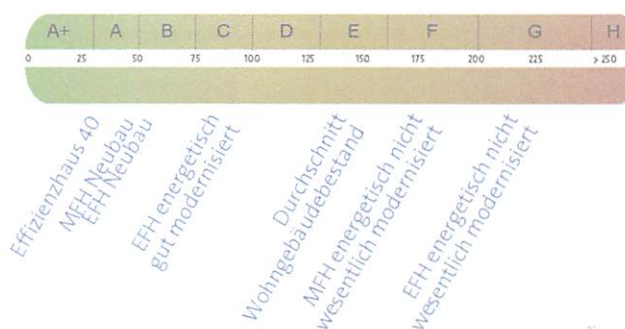 A+ A B C D E F G H
0 25 50 75 100 125 150 175 200 225 > 250
Effizienzhaus 40
MFH Neubau
EFH Neubau
EFH energetisch
gut modernisiert
Durchschnitt
Wohngebäudebestand
MFH energetisch nicht
wesentlich modernisiert
EFH energetisch nicht
wesentlich modernisiert